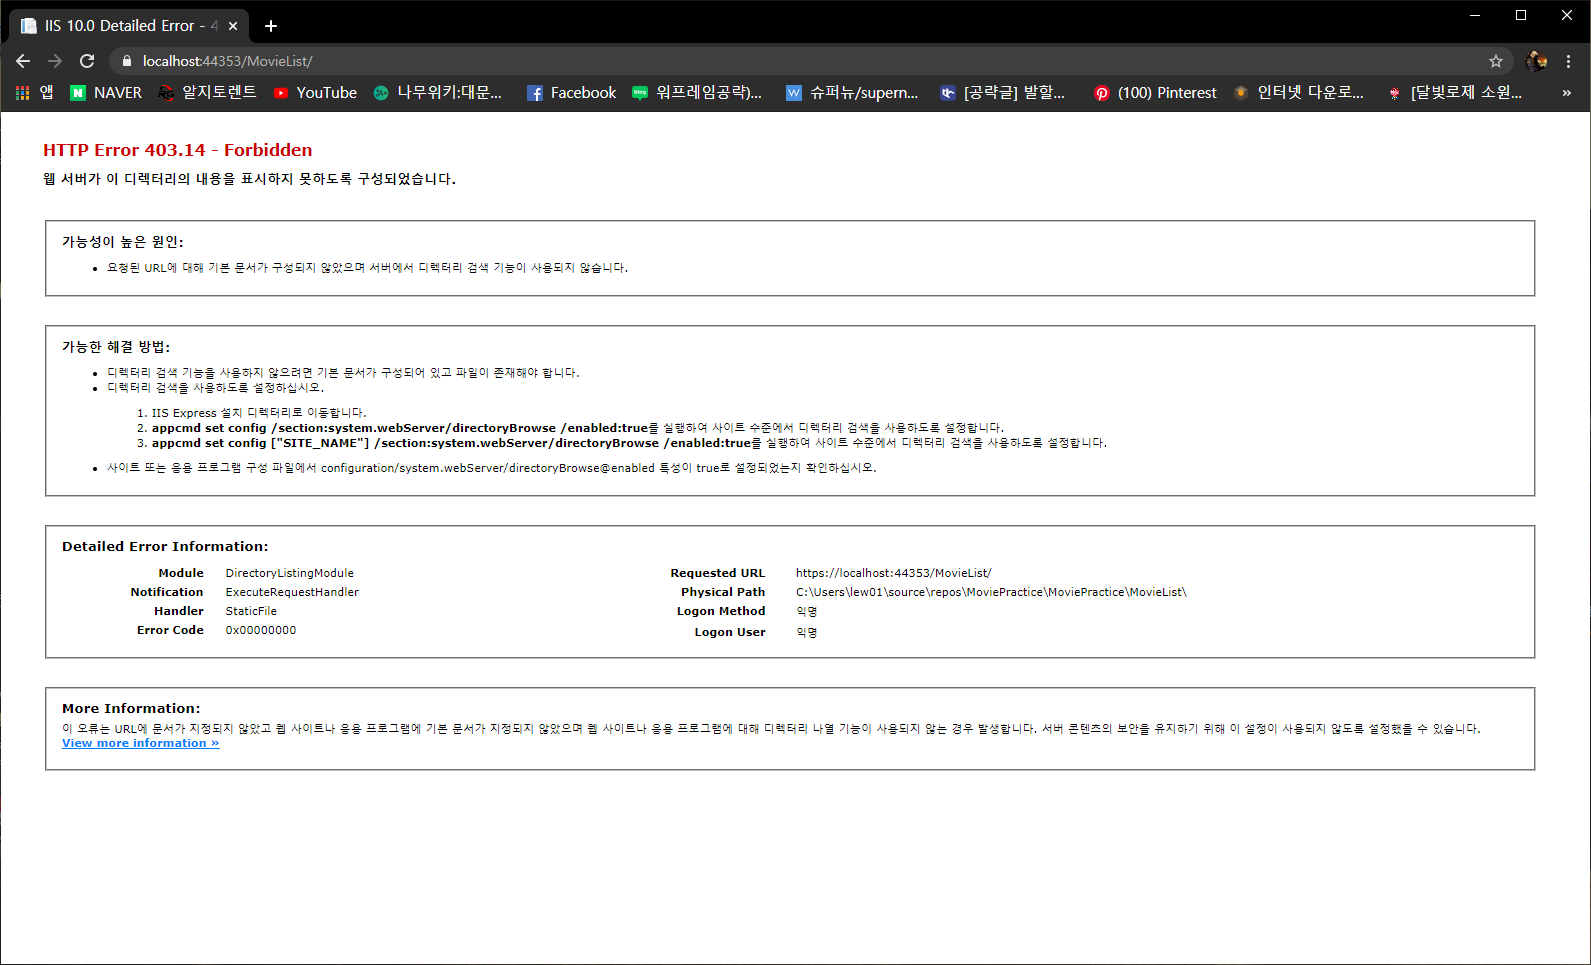 IIS 10.0 Detailed Error - 4
localhost:44353/MovieList/
앱 NAVER 알지토렌트 YouTube 나무위키:대문... Facebook 워프레임공략)... 슈퍼뉴/supern... [공략글] 발할... (100) Pinterest 인터넷 다운로... [달빛로제 소원... »
HTTP Error 403.14 - Forbidden
웹 서버가 이 디렉터리의 내용을 표시하지 못하도록 구성되었습니다.
가능성이 높은 원인:
• 요청된 URL에 대해 기본 문서가 구성되지 않았으며 서버에서 디렉터리 검색 기능이 사용되지 않습니다.
가능한 해결 방법:
• 디렉터리 검색 기능을 사용하지 않으려면 기본 문서가 구성되어 있고 파일이 존재해야 합니다.
• 디렉터리 검색을 사용하도록 설정하십시오.
1. IIS Express 설치 디렉터리로 이동합니다.
2. appcmd set config /section:system.webServer/directoryBrowse /enabled:true를 실행하여 사이트 수준에서 디렉터리 검색을 사용하도록 설정합니다.
3. appcmd set config ["SITE_NAME"] /section:system.webServer/directoryBrowse /enabled:true를 실행하여 사이트 수준에서 디렉터리 검색을 사용하도록 설정합니다.
• 사이트 또는 응용 프로그램 구성 파일에서 configuration/system.webServer/directoryBrowse@enabled 특성이 true로 설정되었는지 확인하십시오.
Detailed Error Information:
Module DirectoryListingModule
Notification ExecuteRequestHandler
Handler StaticFile
Error Code 0x00000000
Requested URL https://localhost:44353/MovieList/
Physical Path C:\Users\lew01\source\repos\MoviePractice\MoviePractice\MovieList\
Logon Method 익명
Logon User 익명
More Information:
이 오류는 URL에 문서가 지정되지 않았고 웹 사이트나 응용 프로그램에 기본 문서가 지정되지 않았으며 웹 사이트나 응용 프로그램에 대해 디렉터리 나열 기능이 사용되지 않는 경우 발생합니다. 서버 콘텐츠의 보안을 유지하기 위해 이 설정이 사용되지 않도록 설정했을 수 있습니다.
View more information »